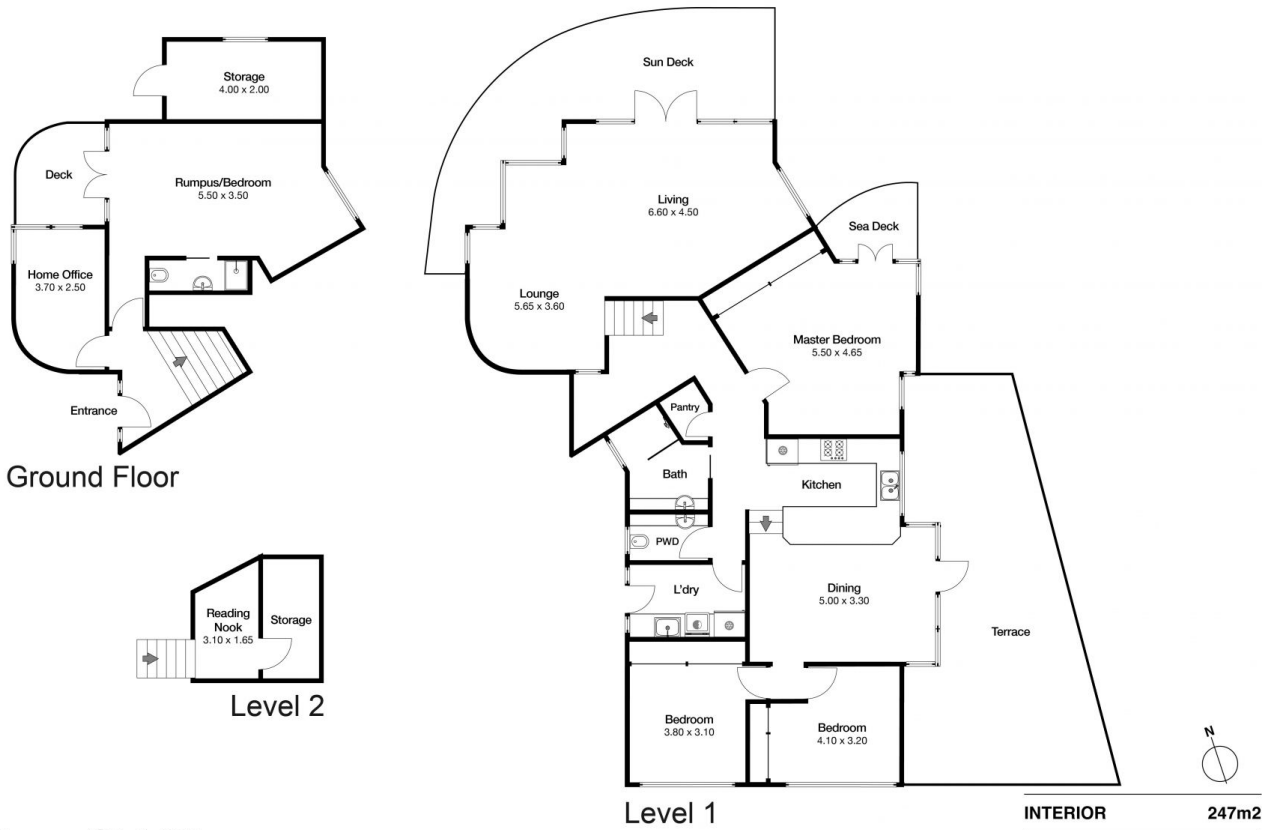 Storage
4.00 x 2.00
Deck
Rumpus/Bedroom
5.50 x 3.50
Home Office
3.70 x 2.50
Entrance
Ground Floor
Reading
Nook
3.10 x 1.65
Storage
Level 2
Sun Deck
Living
6.60 x 4.50
Sea Deck
Lounge
5.65 x 3.60
Master Bedroom
5.50 x 4.65
Pantry
Bath
Kitchen
PWD
L'dry
Dining
5.00 x 3.30
Terrace
Bedroom
3.80 x 3.10
Bedroom
4.10 x 3.20
Level 1
N
INTERIOR 247m2